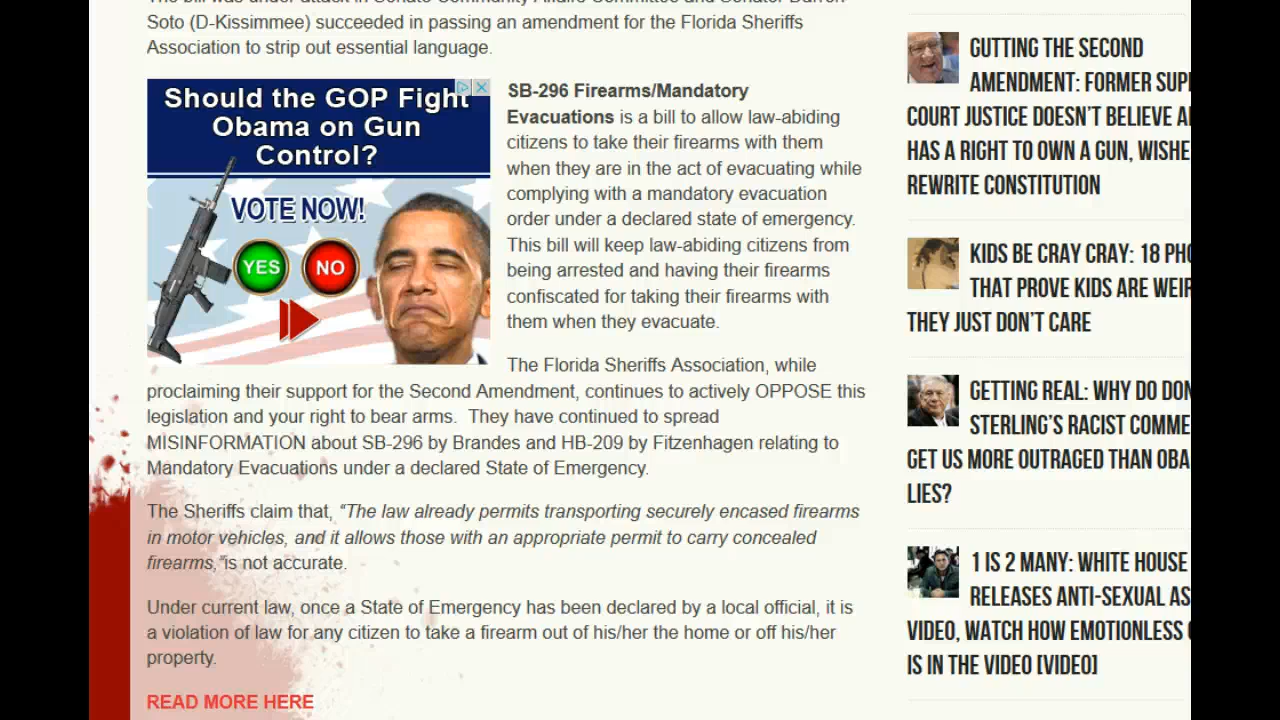 The bill was under attack in Senate Community Affairs Committee and Senator Darren
Soto (D-Kissimmee) succeeded in passing an amendment for the Florida Sheriffs
Association to strip out essential language.
Should the GOP Fight
Obama on Gun
Control?
VOTE NOW!
YES
NO
SB-296 Firearms/Mandatory
Evacuations is a bill to allow law-abiding
citizens to take their firearms with them
when they are in the act of evacuating while
complying with a mandatory evacuation
order under a declared state of emergency.
This bill will keep law-abiding citizens from
being arrested and having their firearms
confiscated for taking their firearms with
them when they evacuate.
The Florida Sheriffs Association, while
proclaiming their support for the Second Amendment, continues to actively OPPOSE this
legislation and your right to bear arms. They have continued to spread
MISINFORMATION about SB-296 by Brandes and HB-209 by Fitzenhagen relating to
Mandatory Evacuations under a declared State of Emergency.
The Sheriffs claim that, “The law already permits transporting securely encased firearms
in motor vehicles, and it allows those with an appropriate permit to carry concealed
firearms,”is not accurate.
Under current law, once a State of Emergency has been declared by a local official, it is
a violation of law for any citizen to take a firearm out of his/her the home or off his/her
property.
READ MORE HERE
GUTTING THE SECOND
AMENDMENT: FORMER SUP
COURT JUSTICE DOESN'T BELIEVE
HAS A RIGHT TO OWN A GUN, WISHE
REWRITE CONSTITUTION
KIDS BE CRAY CRAY: 18 PHO
THAT PROVE KIDS ARE WEIR
THEY JUST DON'T CARE
GETTING REAL: WHY DO DON
STERLING'S RACIST COMME
GET US MORE OUTRAGED THAN OBA
LIES?
1 IS 2 MANY: WHITE HOUSE
RELEASES ANTI-SEXUAL AS
VIDEO, WATCH HOW EMOTIONLESS
IS IN THE VIDEO [VIDEO]